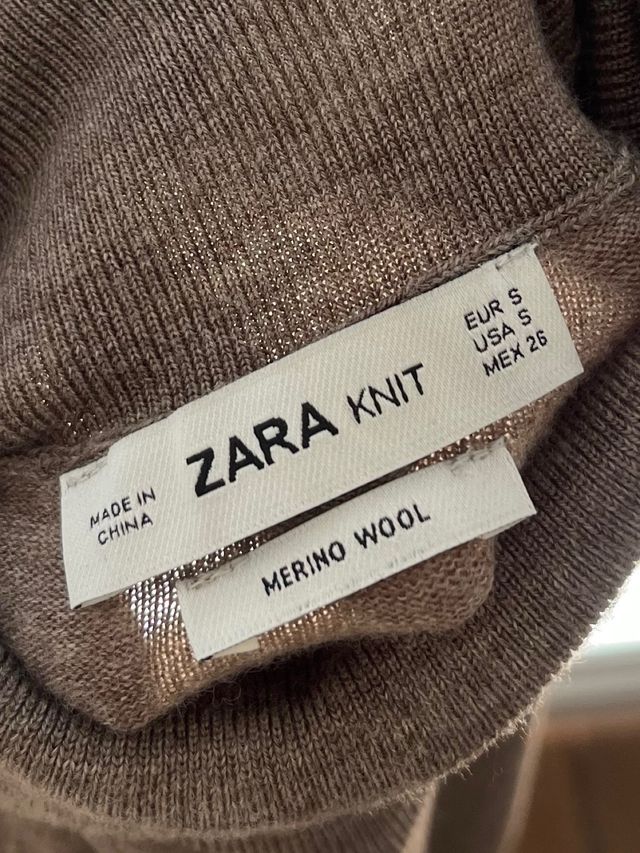 MADE IN
CHINA
ZARA KNIT
EUR S
USA S
MEX 26
MERINO WOOL